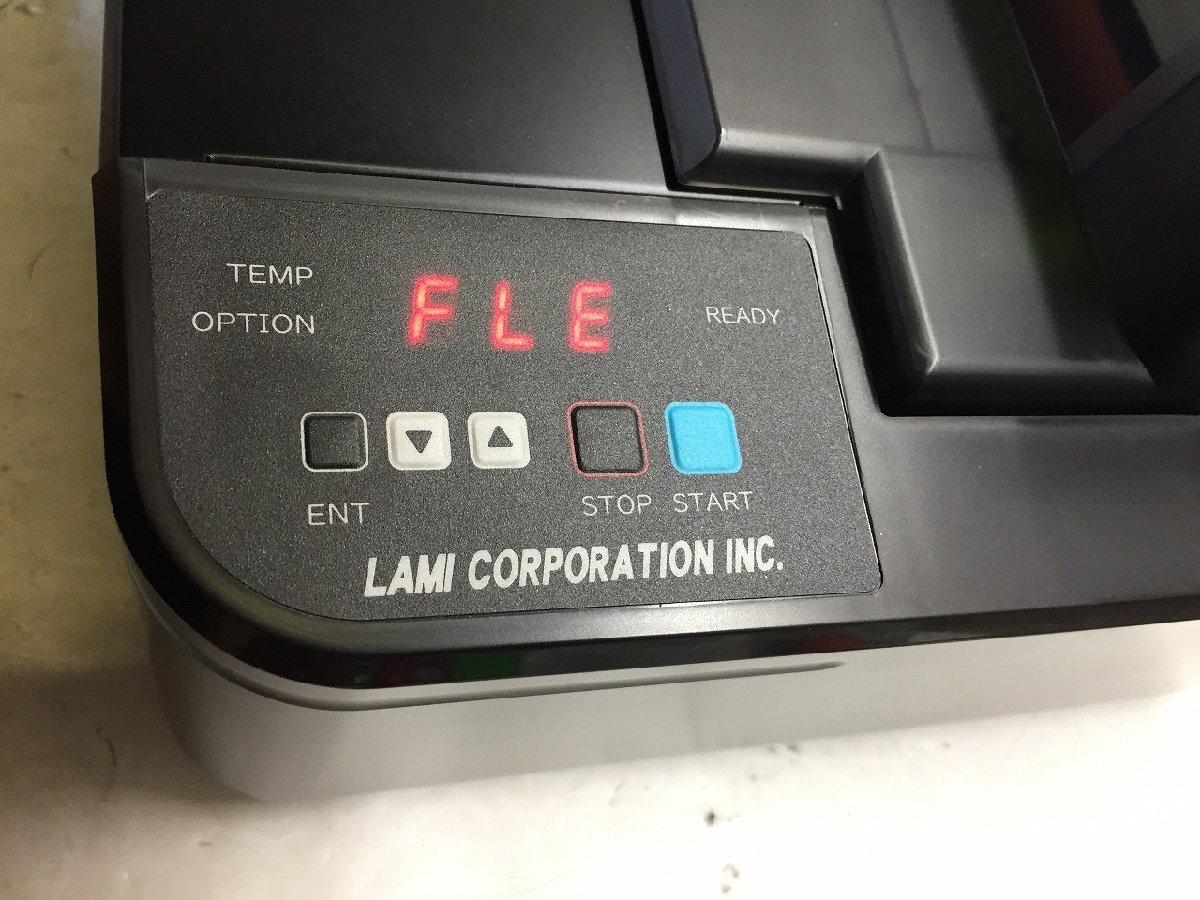 TEMP
OPTION
FLE
READY
ENT
STOP
START
LAMI CORPORATION INC.